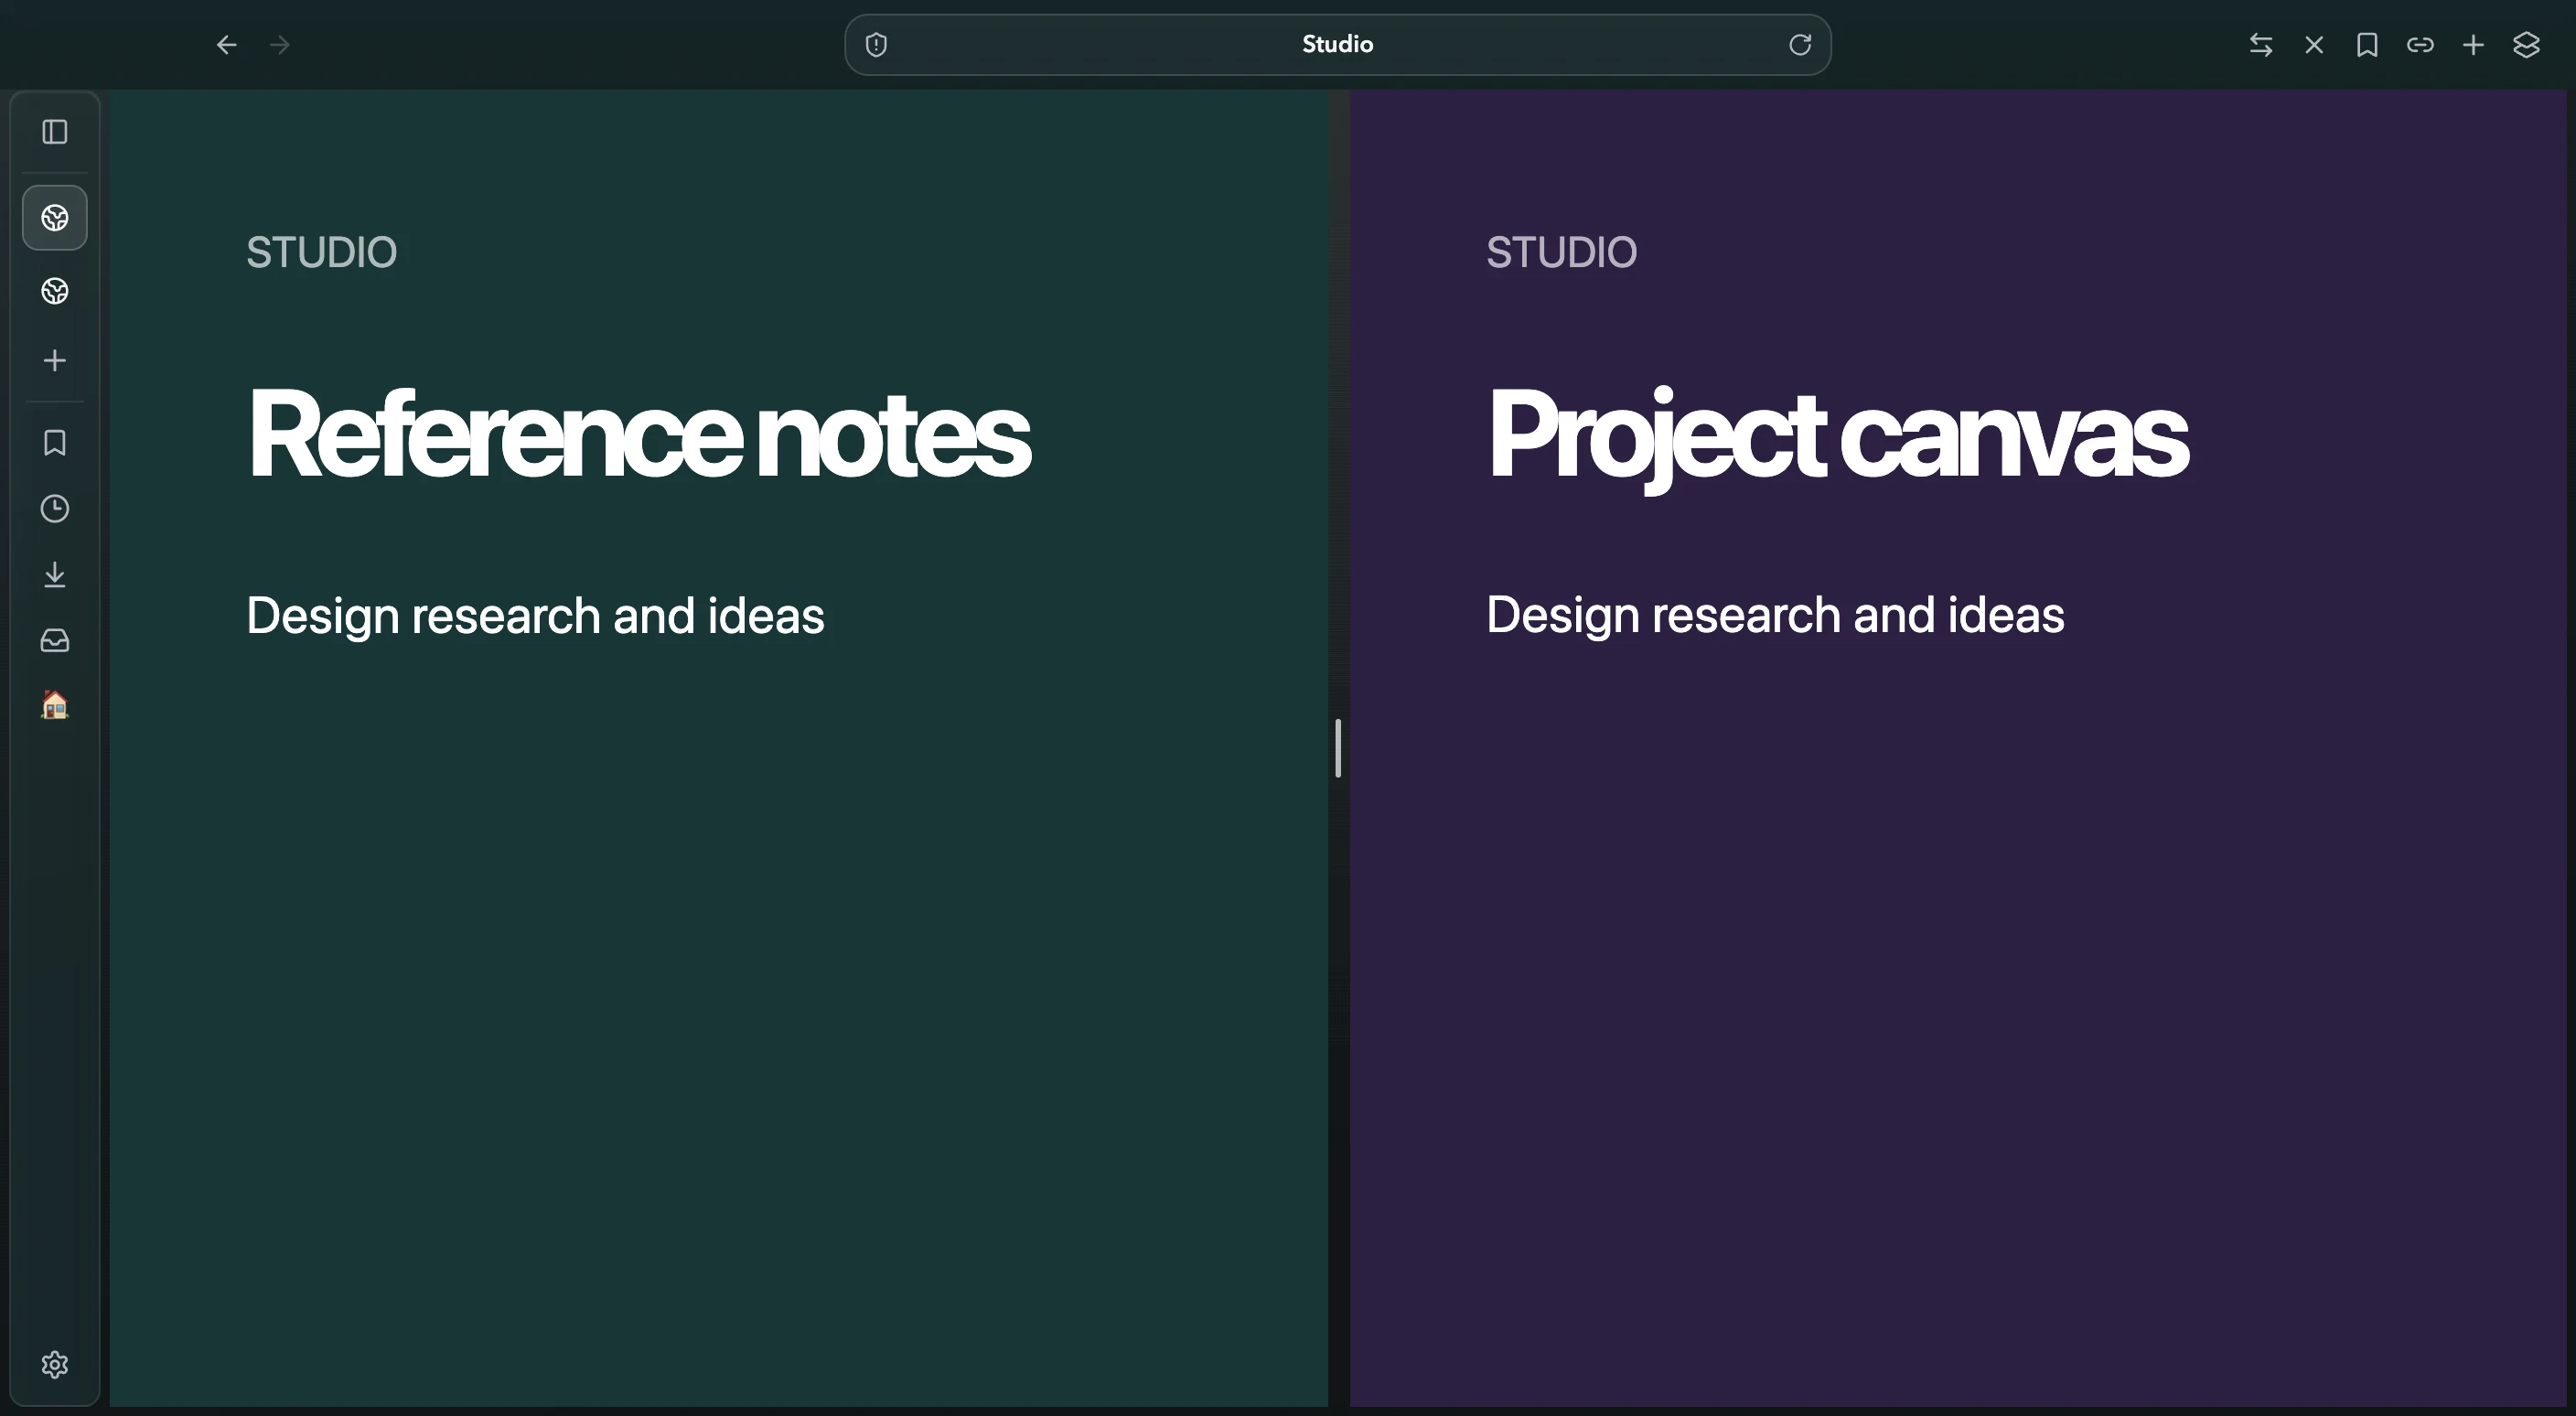 Studio
STUDIO
Reference notes
Design research and ideas
STUDIO
Project canvas
Design research and ideas